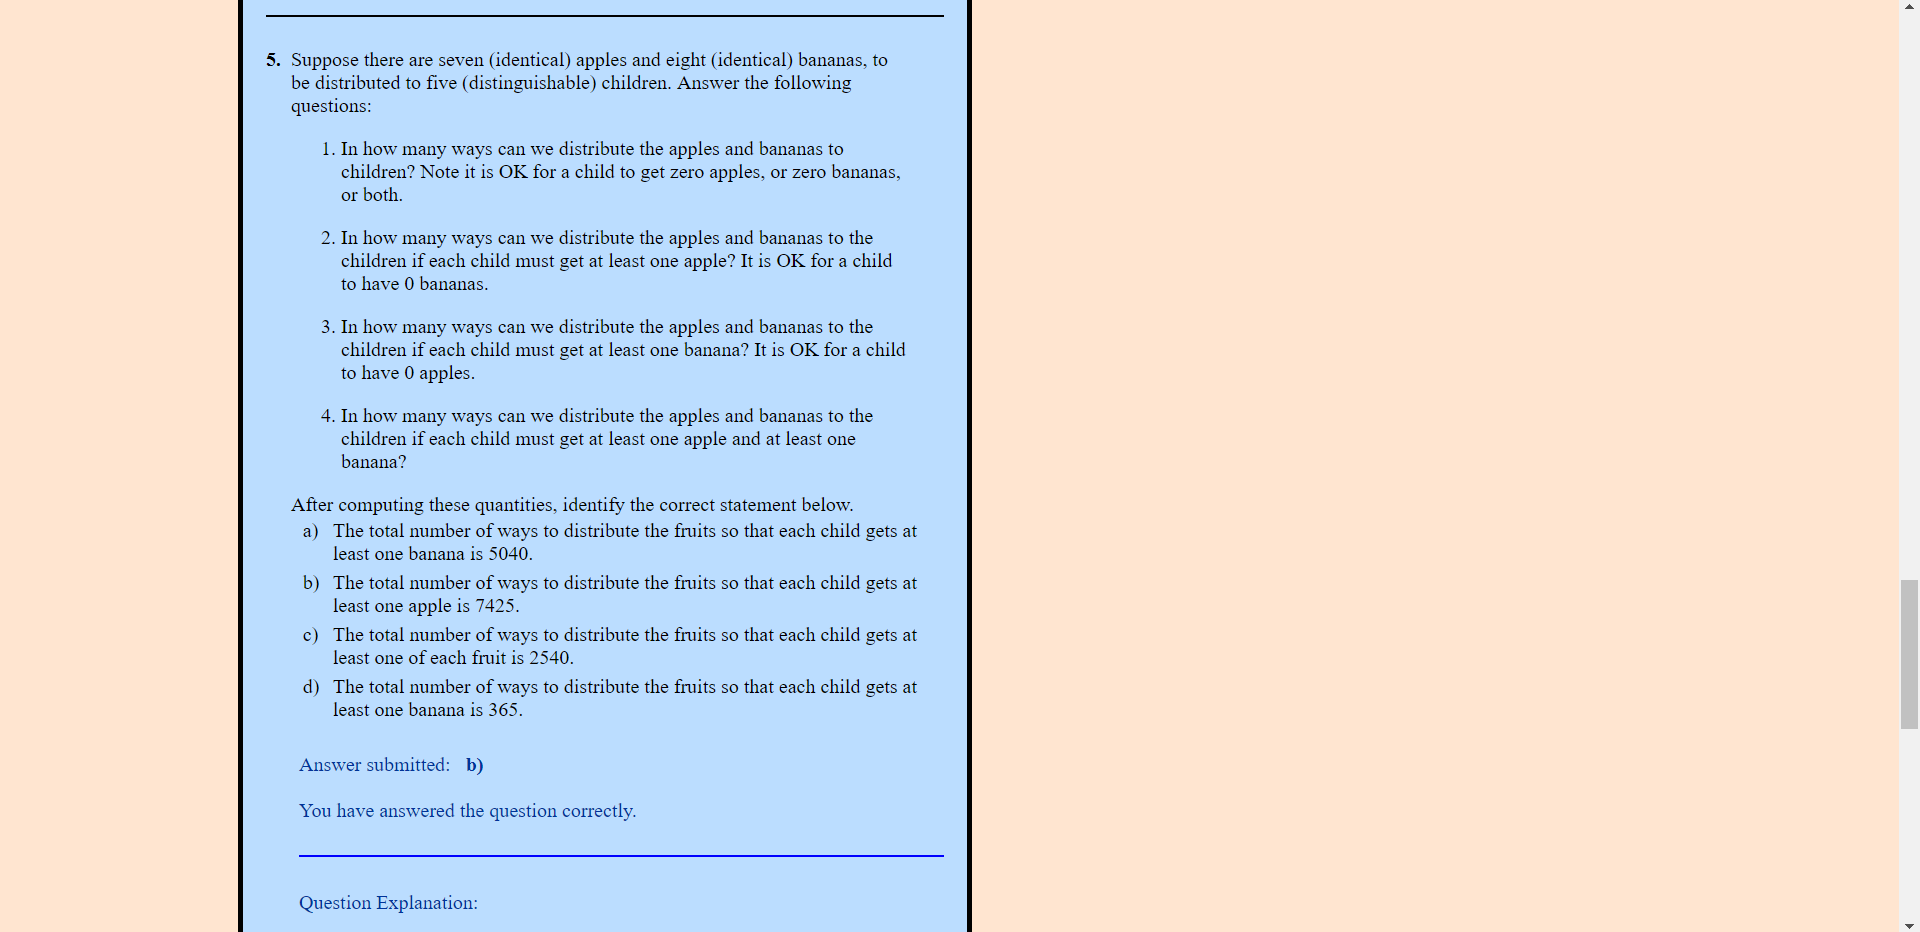 5. Suppose there are seven (identical) apples and eight (identical) bananas, to
be distributed to five (distinguishable) children. Answer the following
questions:
1. In how many ways can we distribute the apples and bananas to
children? Note it is OK for a child to get zero apples, or zero bananas,
or both.
2. In how many ways can we distribute the apples and bananas to the
children if each child must get at least one apple? It is OK for a child
to have 0 bananas.
3. In how many ways can we distribute the apples and bananas to the
children if each child must get at least one banana? It is OK for a child
to have 0 apples.
4. In how many ways can we distribute the apples and bananas to the
children if each child must get at least one apple and at least one
banana?
After computing these quantities, identify the correct statement below.
a) The total number of ways to distribute the fruits so that each child gets at
least one banana is 5040.
b) The total number of ways to distribute the fruits so that each child gets at
least one apple is 7425.
c) The total number of ways to distribute the fruits so that each child gets at
least one of each fruit is 2540.
d) The total number of ways to distribute the fruits so that each child gets at
least one banana is 365.
Answer submitted: b)
You have answered the question correctly.
Question Explanation: